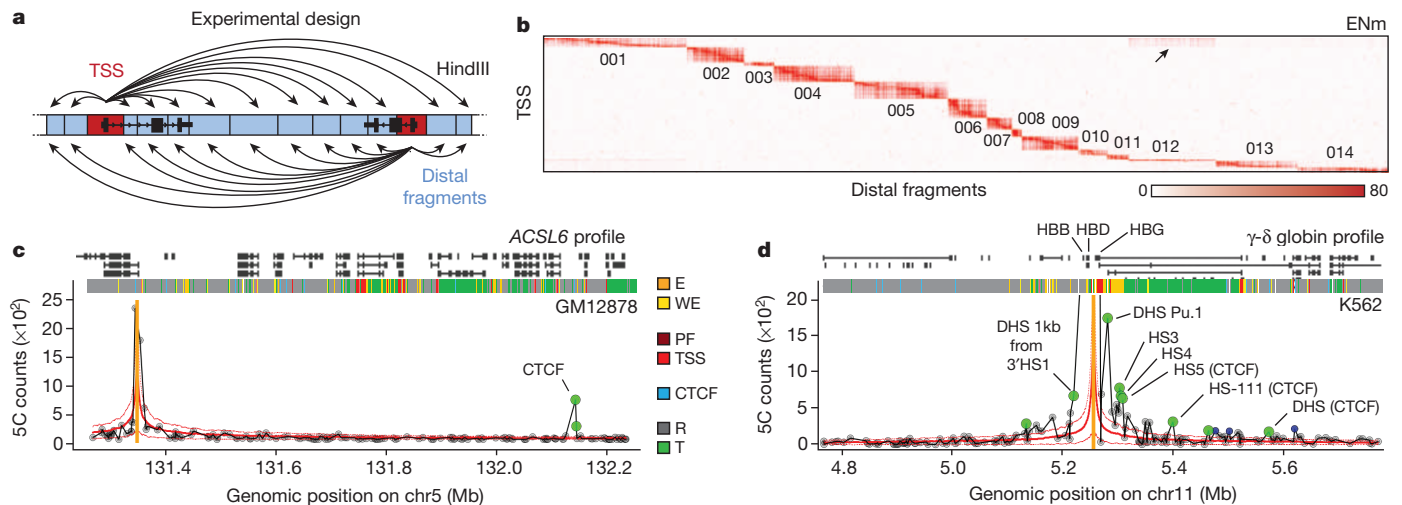 a
Experimental design
TSS
HindIII
Distal
fragments
b
ENm
TSS
001
002
003
004
005
006
007
008
009
010
011
012
013
014
Distal fragments
0
80
c
ACSL6 profile
GM12878
25
20
15
10
5
0
5C counts (×10²)
CTCF
131.4
131.6
131.8
132.0
132.2
Genomic position on chr5 (Mb)
E
WE
PF
TSS
CTCF
R
T
d
HBB
HBD
HBG
γ-δ globin profile
K562
20
15
10
5
0
5C counts (×10²)
DHS 1kb
from
3′HS1
DHS Pu.1
HS3
HS4
HS5 (CTCF)
HS-111 (CTCF)
DHS (CTCF)
4.8
5.0
5.2
5.4
5.6
Genomic position on chr11 (Mb)